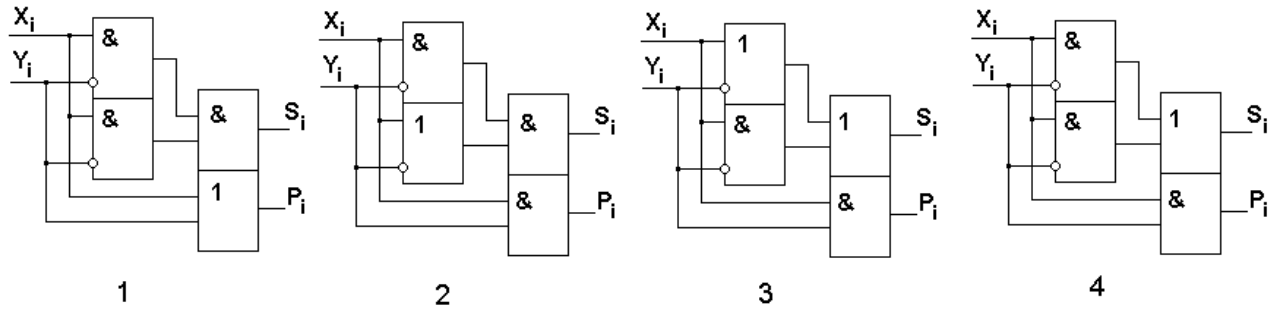 Xi & Yi & & Si 1 Pi
Xi & Yi 1 & Si & Pi
Xi 1 Yi & 1 Si & Pi
Xi & Yi & 1 Si & Pi
1 2 3 4